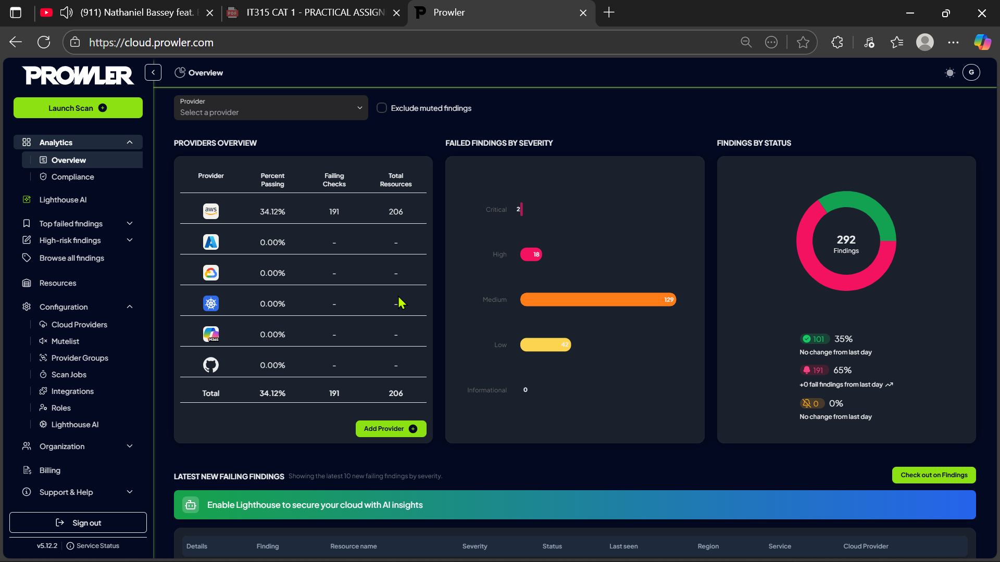 (911) Nathaniel Bassey feat.
IT315 CAT 1 - PRACTICAL ASSIGN
Prowler
https://cloud.prowler.com
PROWLER
Overview
G
Launch Scan
Provider
Select a provider
Exclude muted findings
Analytics
Overview
Compliance
Lighthouse AI
Top failed findings
High-risk findings
Browse all findings
Resources
Configuration
Cloud Providers
Mutelist
Provider Groups
Scan Jobs
Integrations
Roles
Lighthouse AI
Organization
Billing
Support & Help
Sign out
v5.12.2 Service Status
PROVIDERS OVERVIEW
Provider Percent Passing Failing Checks Total Resources
aws 34.12% 191 206
0.00% - -
0.00% - -
0.00% - -
M365 0.00% - -
0.00% - -
Total 34.12% 191 206
Add Provider
FAILED FINDINGS BY SEVERITY
Critical 2
High 18
Medium 129
Low 42
Informational 0
FINDINGS BY STATUS
292
Findings
101 35%
No change from last day
191 65%
+0 fail findings from last day
0 0%
No change from last day
LATEST NEW FAILING FINDINGS Showing the latest 10 new failing findings by severity.
Check out on Findings
Enable Lighthouse to secure your cloud with AI insights
Details Finding Resource name Severity Status Last seen Region Service Cloud Provider